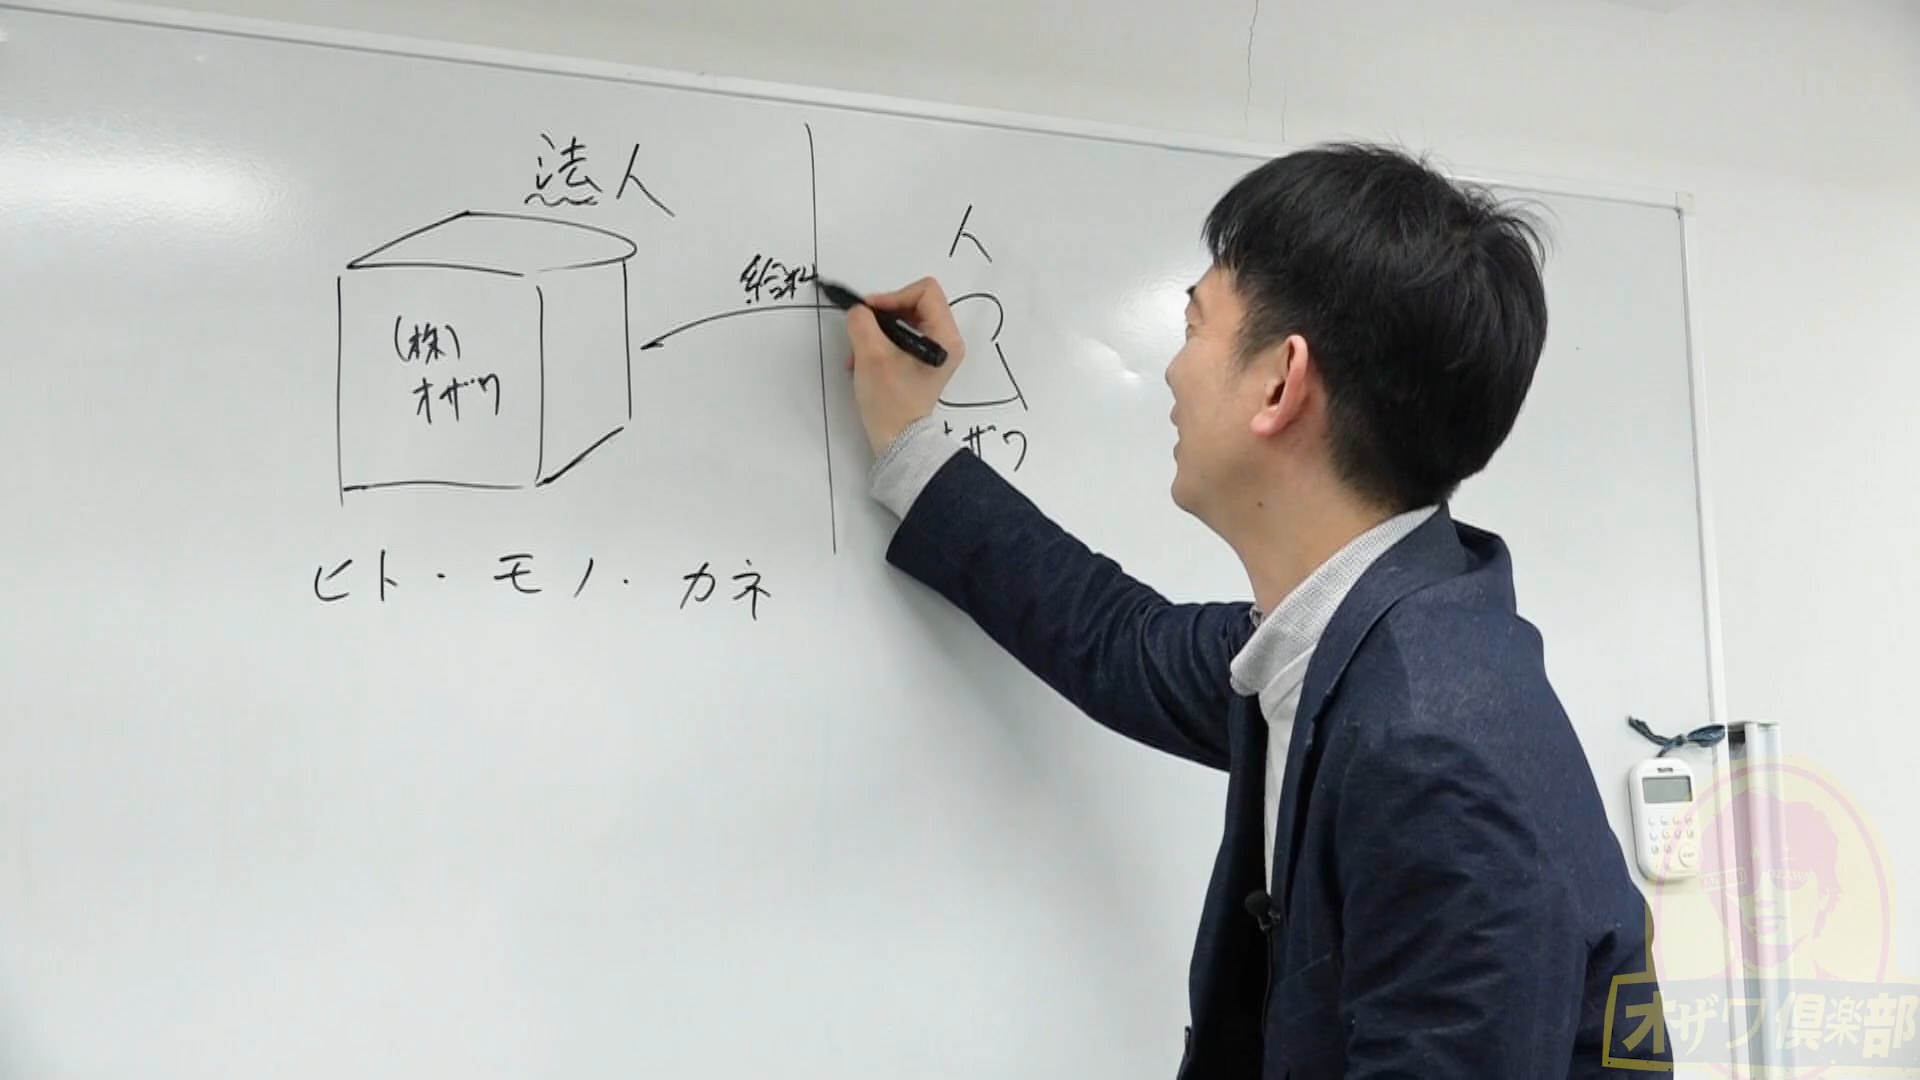 法人
人
給料
(株)
オザワ
ザワ
ヒト・モノ・カネ
オザワ倶楽部